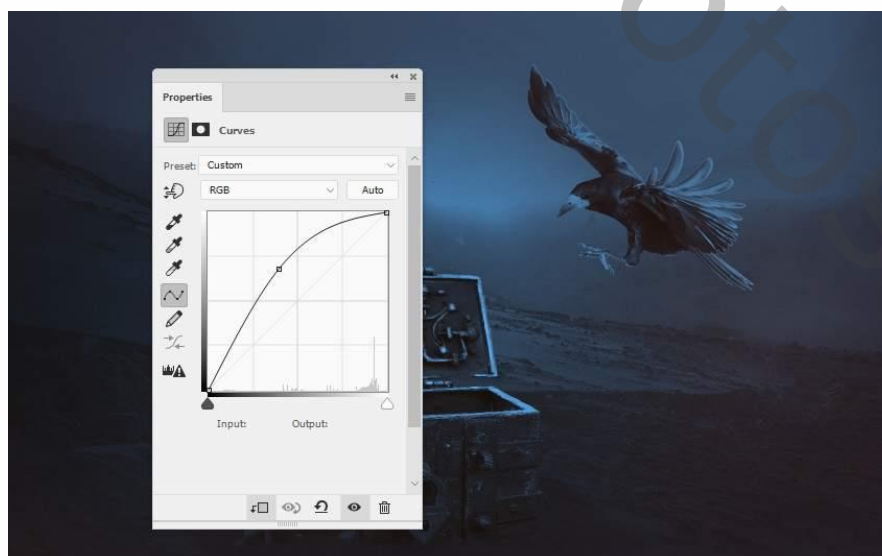 Properties
Curves
Preset: Custom
RGB Auto
Input: Output: